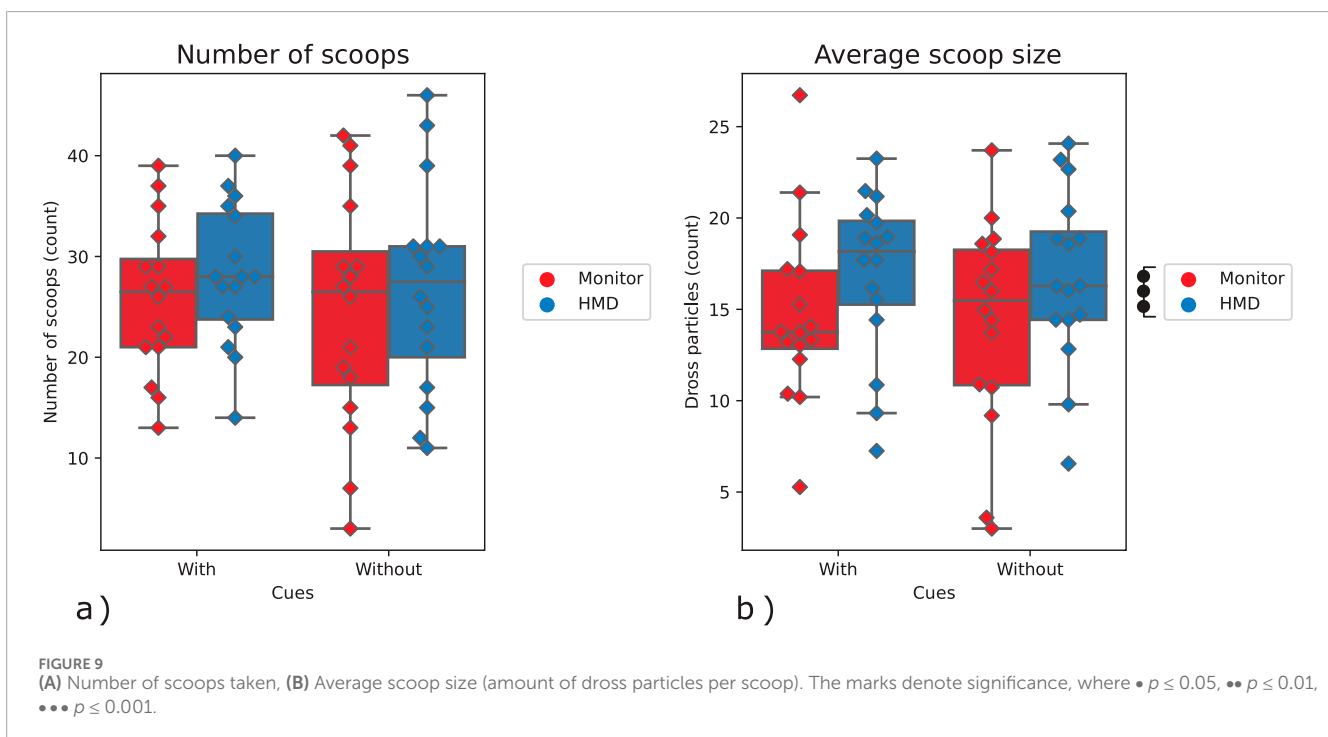 Number of scoops
Number of scoops (count)
40
30
20
10
With
Without
Cues
a)
Monitor
HMD
Average scoop size
Dross particles (count)
25
20
15
10
5
With
Without
Cues
b)
Monitor
HMD
FIGURE 9
(A) Number of scoops taken, (B) Average scoop size (amount of dross particles per scoop). The marks denote significance, where • p ≤ 0.05, •• p ≤ 0.01,
••• p ≤ 0.001.